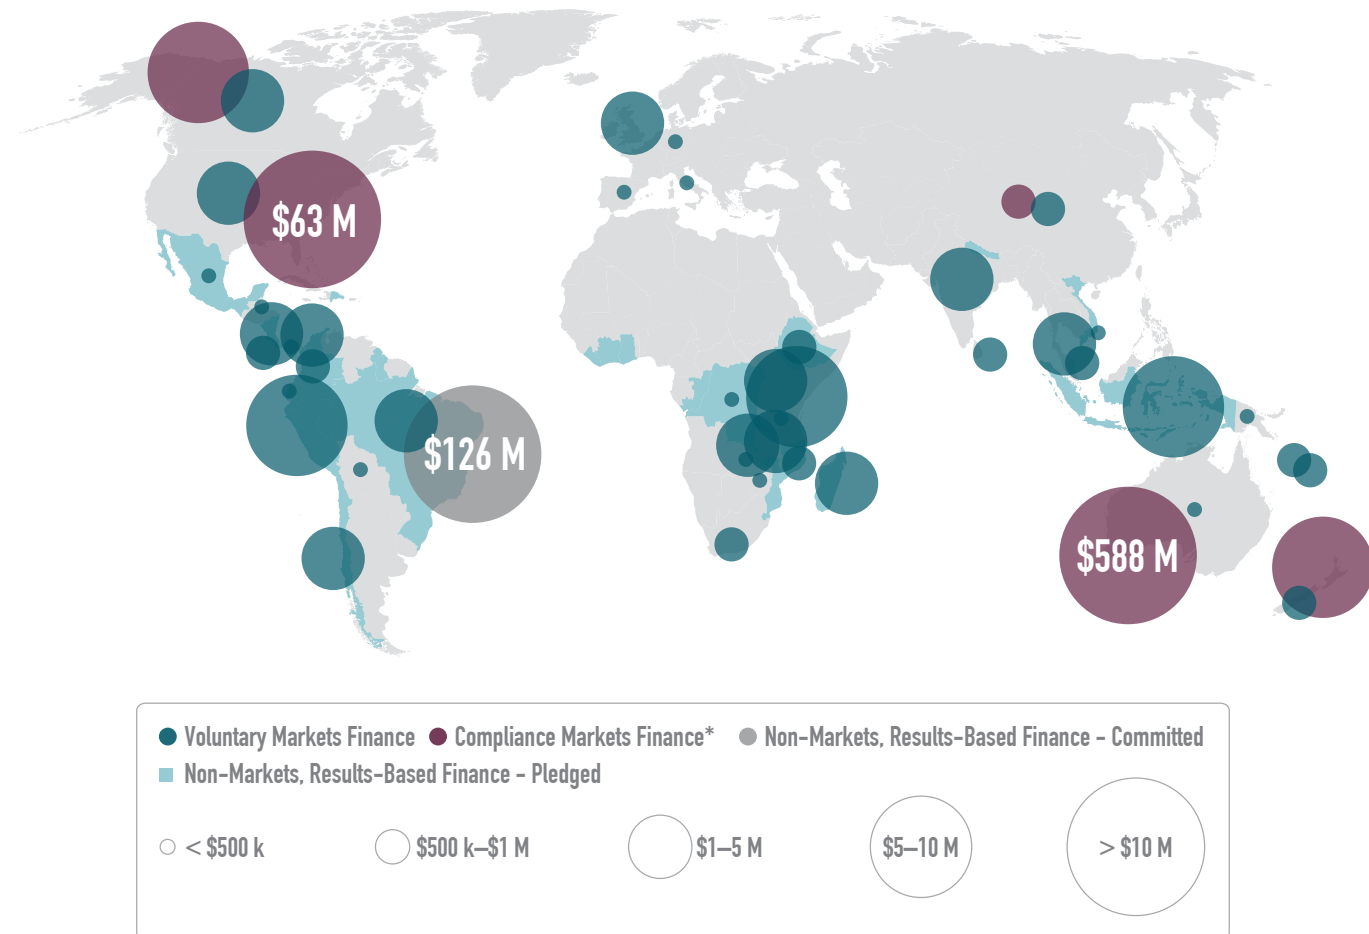 $63 M
$126 M
$588 M
Voluntary Markets Finance
Compliance Markets Finance*
Non-Markets, Results-Based Finance - Committed
Non-Markets, Results-Based Finance - Pledged
< $500 k
$500 k–$1 M
$1–5 M
$5–10 M
> $10 M